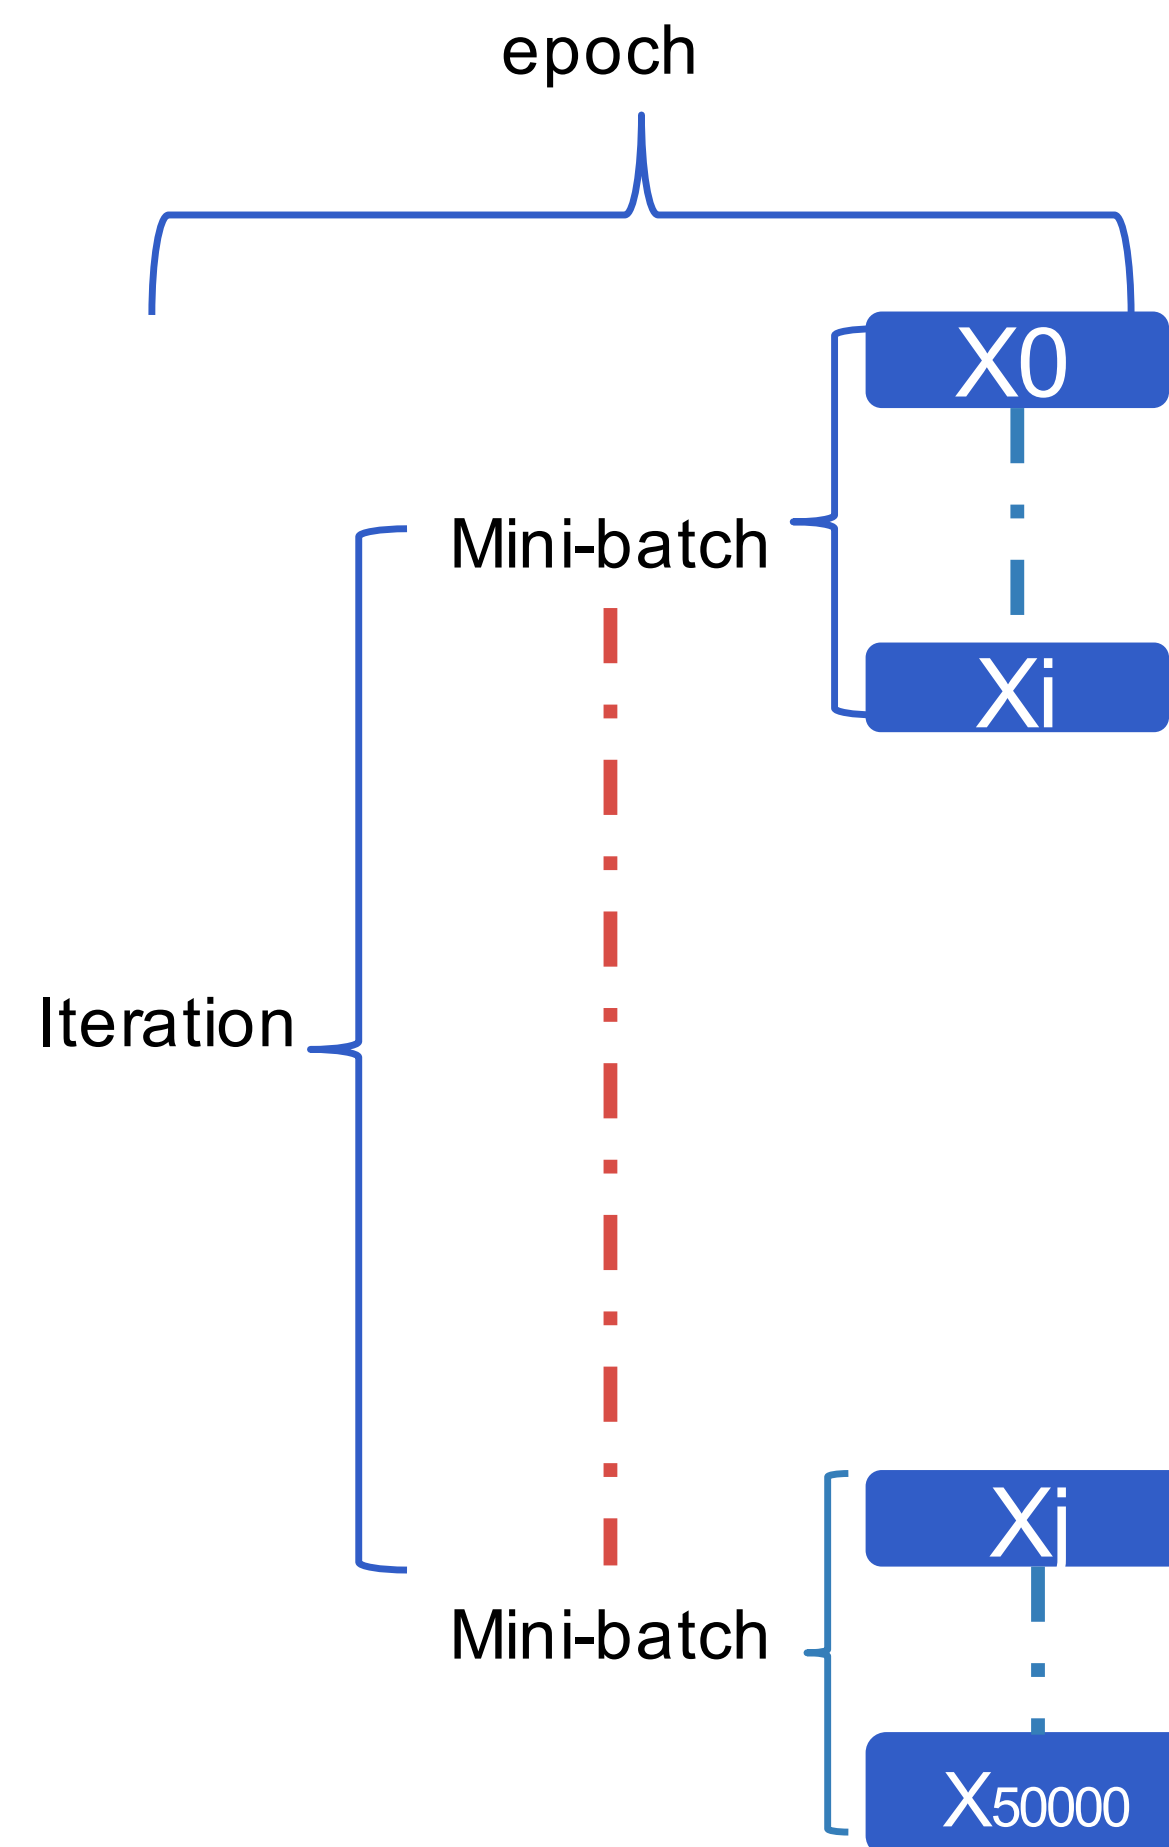 epoch
X0
Mini-batch
Xi
Iteration
Xj
Mini-batch
X50000